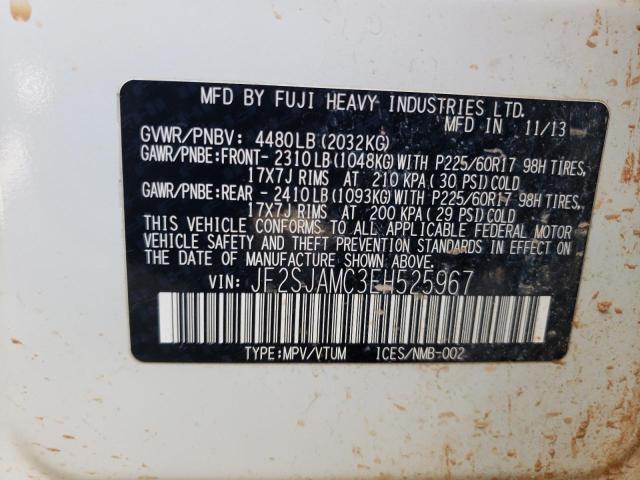 MFD BY FUJI HEAVY INDUSTRIES LTD.
MFD IN 11/13
GVWR/PNBV: 4480LB(2032KG)
GAWR/PNBE:FRONT- 2310LB(1048KG)WITH P225/60R17 98H TIRES,
17X7J RIMS AT 210 KPA( 30 PSI)COLD
GAWR/PNBE:REAR - 2410LB(1093KG)WITH P225/60R17 98H TIRES,
17X7J RIMS AT 200 KPA( 29 PSI)COLD
THIS VEHICLE CONFORMS TO ALL APPLICABLE FEDERAL MOTOR
VEHICLE SAFETY AND THEFT PREVENTION STANDARDS IN EFFECT ON
THE DATE OF MANUFACTURE SHOWN ABOVE.
VIN: JF2SJAMC3EH525967
TYPE:MPV/VTUM ICES/NMB-002